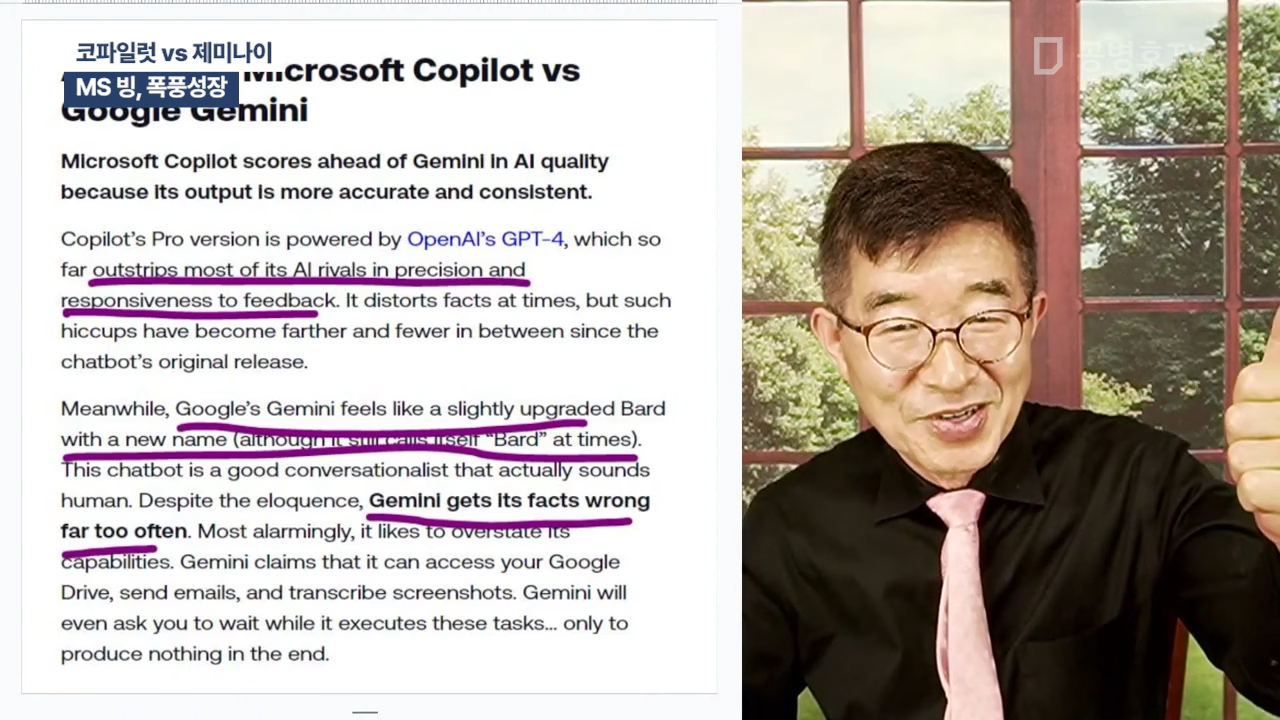 코파일럿 vs 제미나이
MS 빙, 폭풍성장
Microsoft Copilot vs
Google Gemini
Microsoft Copilot scores ahead of Gemini in AI quality
because its output is more accurate and consistent.
Copilot’s Pro version is powered by OpenAI’s GPT-4, which so
far outstrips most of its AI rivals in precision and
responsiveness to feedback. It distorts facts at times, but such
hiccups have become farther and fewer in between since the
chatbot’s original release.
Meanwhile, Google’s Gemini feels like a slightly upgraded Bard
with a new name (although it still calls itself “Bard” at times).
This chatbot is a good conversationalist that actually sounds
human. Despite the eloquence, Gemini gets its facts wrong
far too often. Most alarmingly, it likes to overstate its
capabilities. Gemini claims that it can access your Google
Drive, send emails, and transcribe screenshots. Gemini will
even ask you to wait while it executes these tasks... only to
produce nothing in the end.
공병호